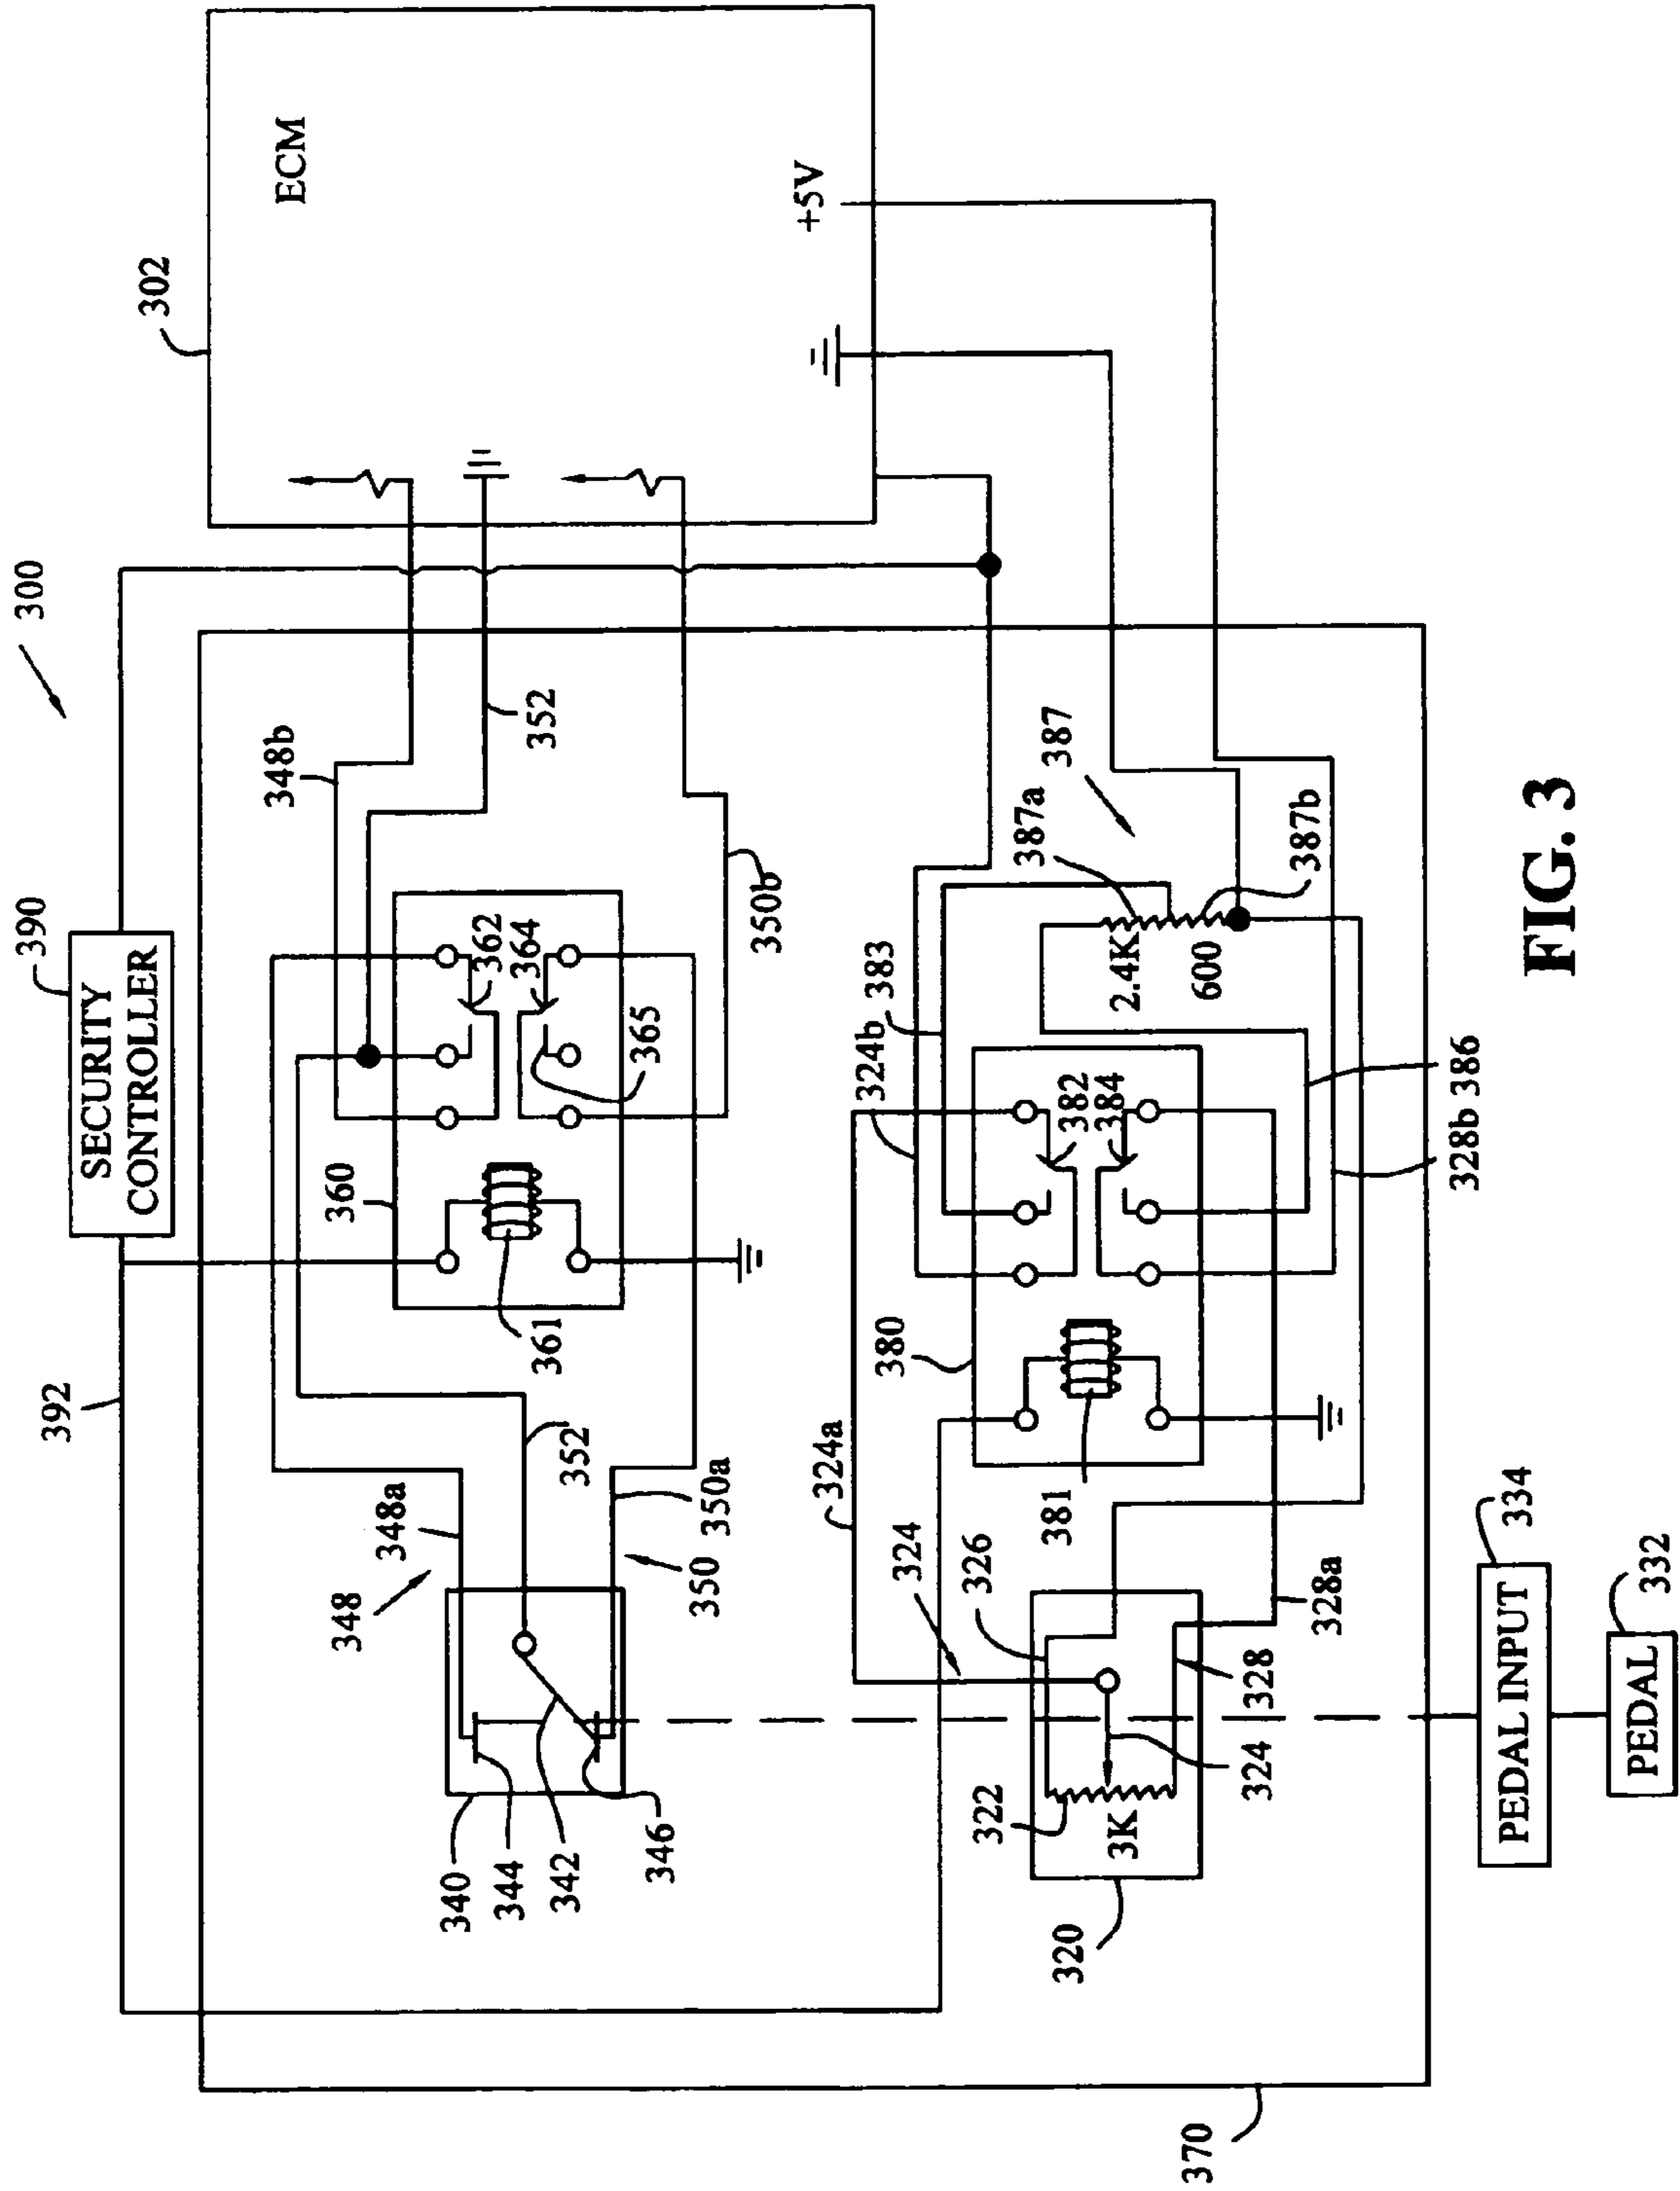 300
302
ECM
+5V
390
SECURITY
CONTROLLER
392
348b
352
360
362
364
365
361
350b
348a
348
352
350a
350
340
344
342
346
324b
383
387
387a
387b
2.4K
600
382
384
386
328b
380
381
324a
324
326
328a
328
324
322
3K
320
334
PEDAL INPUT
332
PEDAL
370
FIG. 3